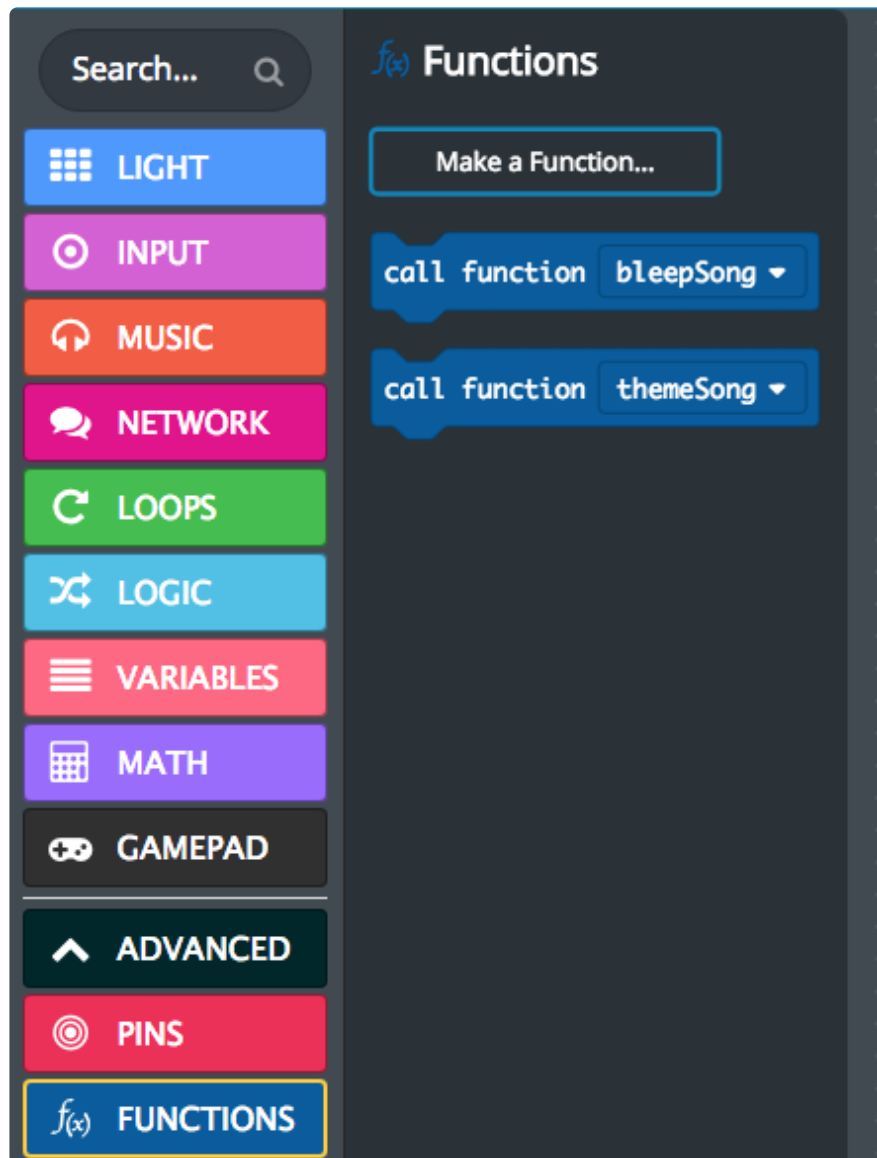 Search...
LIGHT
INPUT
MUSIC
NETWORK
LOOPS
LOGIC
VARIABLES
MATH
GAMEPAD
ADVANCED
PINS
f(x) FUNCTIONS
f(x) Functions
Make a Function...
call function bleepSong
call function themeSong